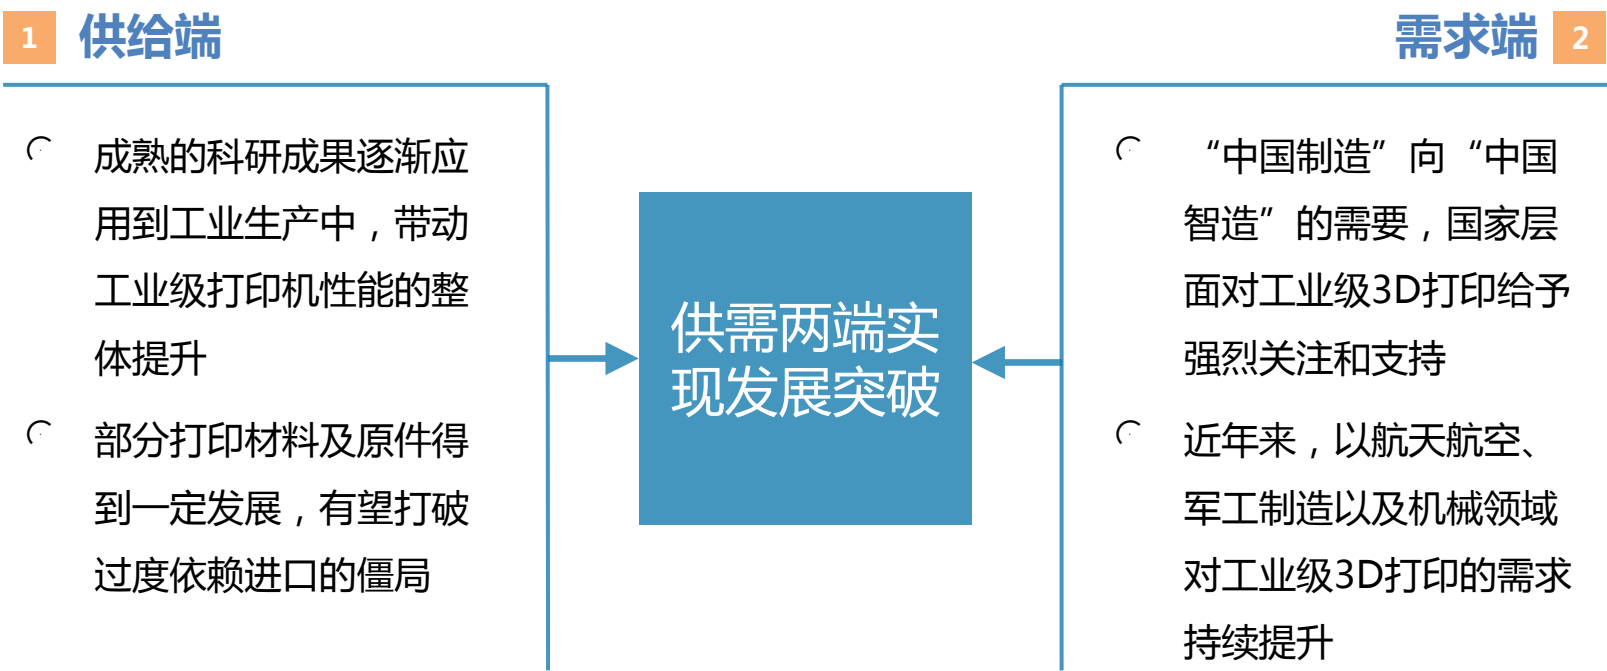 1 供给端
成熟的科研成果逐渐应
用到工业生产中，带动
工业级打印机性能的整
体提升
部分打印材料及原件得
到一定发展，有望打破
过度依赖进口的僵局
供需两端实
现发展突破
需求端 2
“中国制造”向“中国
智造”的需要，国家层
面对工业级3D打印给予
强烈关注和支持
近年来，以航天航空、
军工制造以及机械领域
对工业级3D打印的需求
持续提升